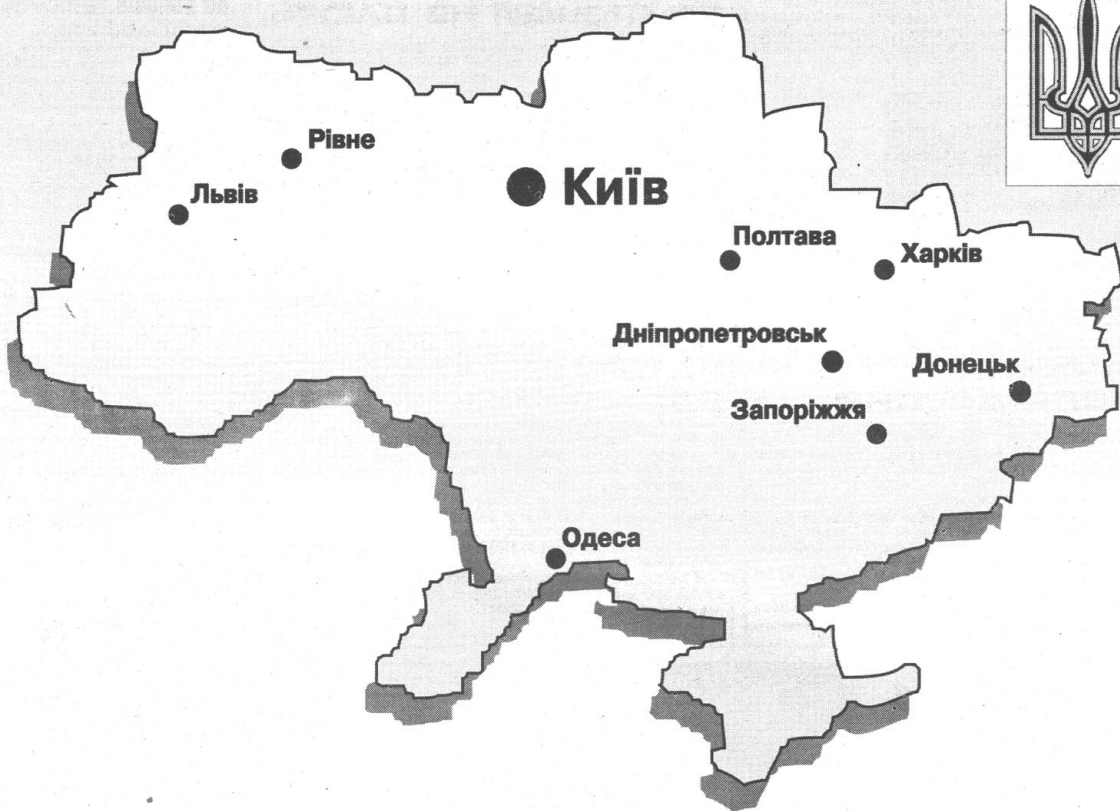 Рівне
Київ
Львів
Полтава
Харків
Дніпропетровськ
Донецьк
Запоріжжя
Одеса